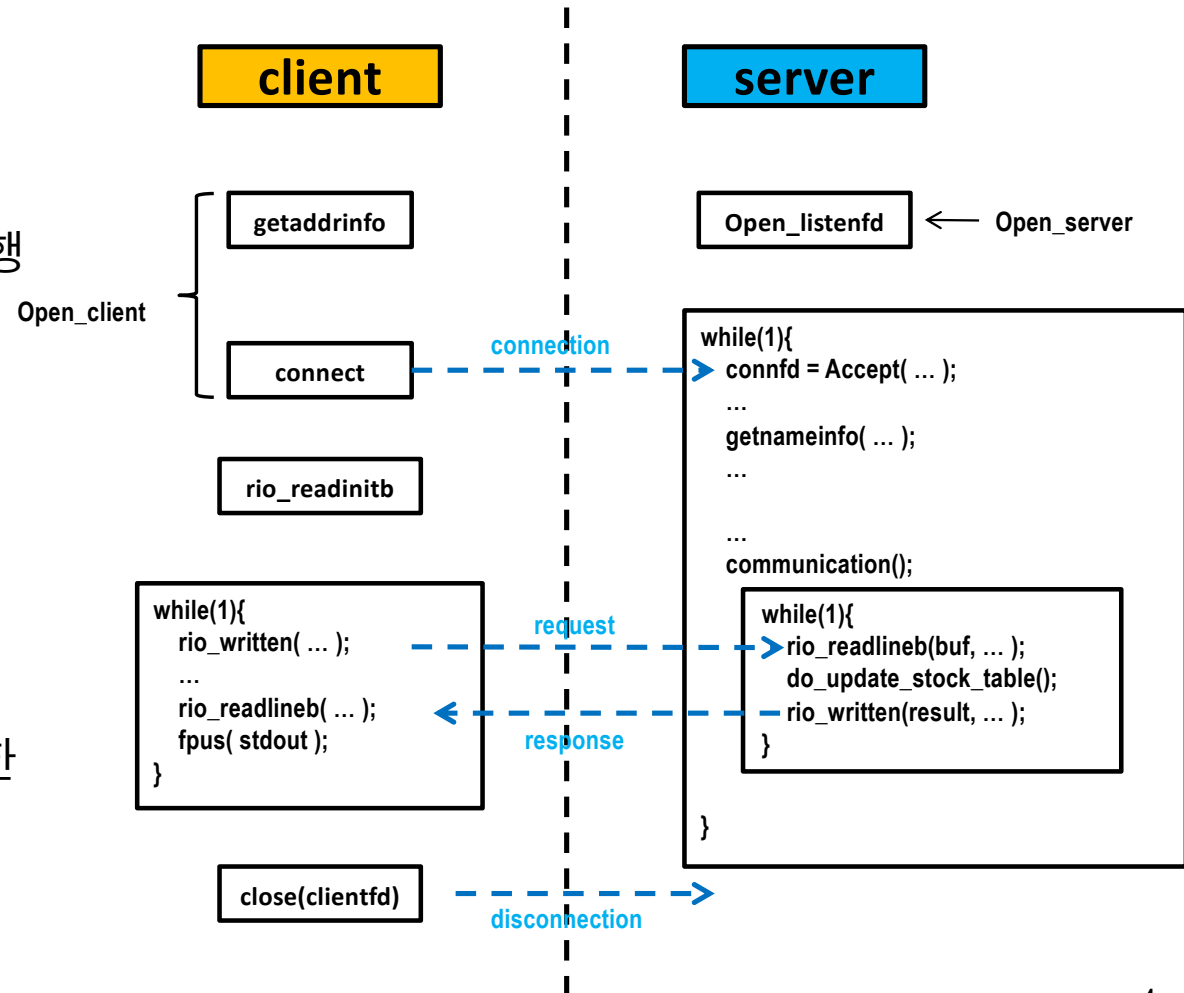 client
server
getaddrinfo
Open_listenfd
Open_server
행
Open_client
connection
connect
while(1){
connfd = Accept( … );
…
getnameinfo( … );
…
…
communication();
rio_readinitb
while(1){
rio_written( … );
…
rio_readlineb( … );
fpus( stdout );
}
request
response
while(1){
rio_readlineb(buf, … );
do_update_stock_table();
rio_written(result, … );
}
}
close(clientfd)
disconnection